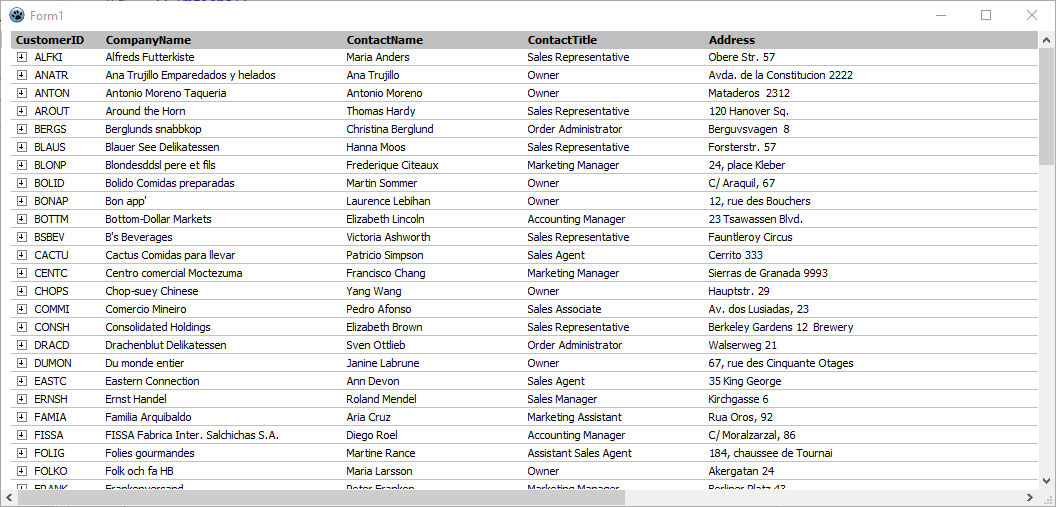 Form1
CustomerID CompanyName ContactName ContactTitle Address
ALFKI Alfreds Futterkiste Maria Anders Sales Representative Obere Str. 57
ANATR Ana Trujillo Emparedados y helados Ana Trujillo Owner Avda. de la Constitucion 2222
ANTON Antonio Moreno Taqueria Antonio Moreno Owner Mataderos 2312
AROUT Around the Horn Thomas Hardy Sales Representative 120 Hanover Sq.
BERGS Berglunds snabbkop Christina Berglund Order Administrator Berguvsvagen 8
BLAUS Blauer See Delikatessen Hanna Moos Sales Representative Forsterstr. 57
BLONP Blondesddsl pere et fils Frederique Citeaux Marketing Manager 24, place Kleber
BOLID Bolido Comidas preparadas Martin Sommer Owner C/ Araquil, 67
BONAP Bon app' Laurence Lebihan Owner 12, rue des Bouchers
BOTTM Bottom-Dollar Markets Elizabeth Lincoln Accounting Manager 23 Tsawassen Blvd.
BSBEV B's Beverages Victoria Ashworth Sales Representative Fauntleroy Circus
CACTU Cactus Comidas para llevar Patricio Simpson Sales Agent Cerrito 333
CENTC Centro comercial Moctezuma Francisco Chang Marketing Manager Sierras de Granada 9993
CHOPS Chop-suey Chinese Yang Wang Owner Hauptstr. 29
COMMI Comercio Mineiro Pedro Afonso Sales Associate Av. dos Lusiadas, 23
CONSH Consolidated Holdings Elizabeth Brown Sales Representative Berkeley Gardens 12 Brewery
DRACD Drachenblut Delikatessen Sven Ottlieb Order Administrator Walserweg 21
DUMON Du monde entier Janine Labrune Owner 67, rue des Cinquante Otages
EASTC Eastern Connection Ann Devon Sales Agent 35 King George
ERNSH Ernst Handel Roland Mendel Sales Manager Kirchgasse 6
FAMIA Familia Arquibaldo Aria Cruz Marketing Assistant Rua Oros, 92
FISSA FISSA Fabrica Inter. Salchichas S.A. Diego Roel Accounting Manager C/ Moralzarzal, 86
FOLIG Folies gourmandes Martine Rance Assistant Sales Agent 184, chaussee de Tournai
FOLKO Folk och fa HB Maria Larsson Owner Akergatan 24
FRANK Frankenversand Peter Franken Marketing Manager Berliner Platz 43